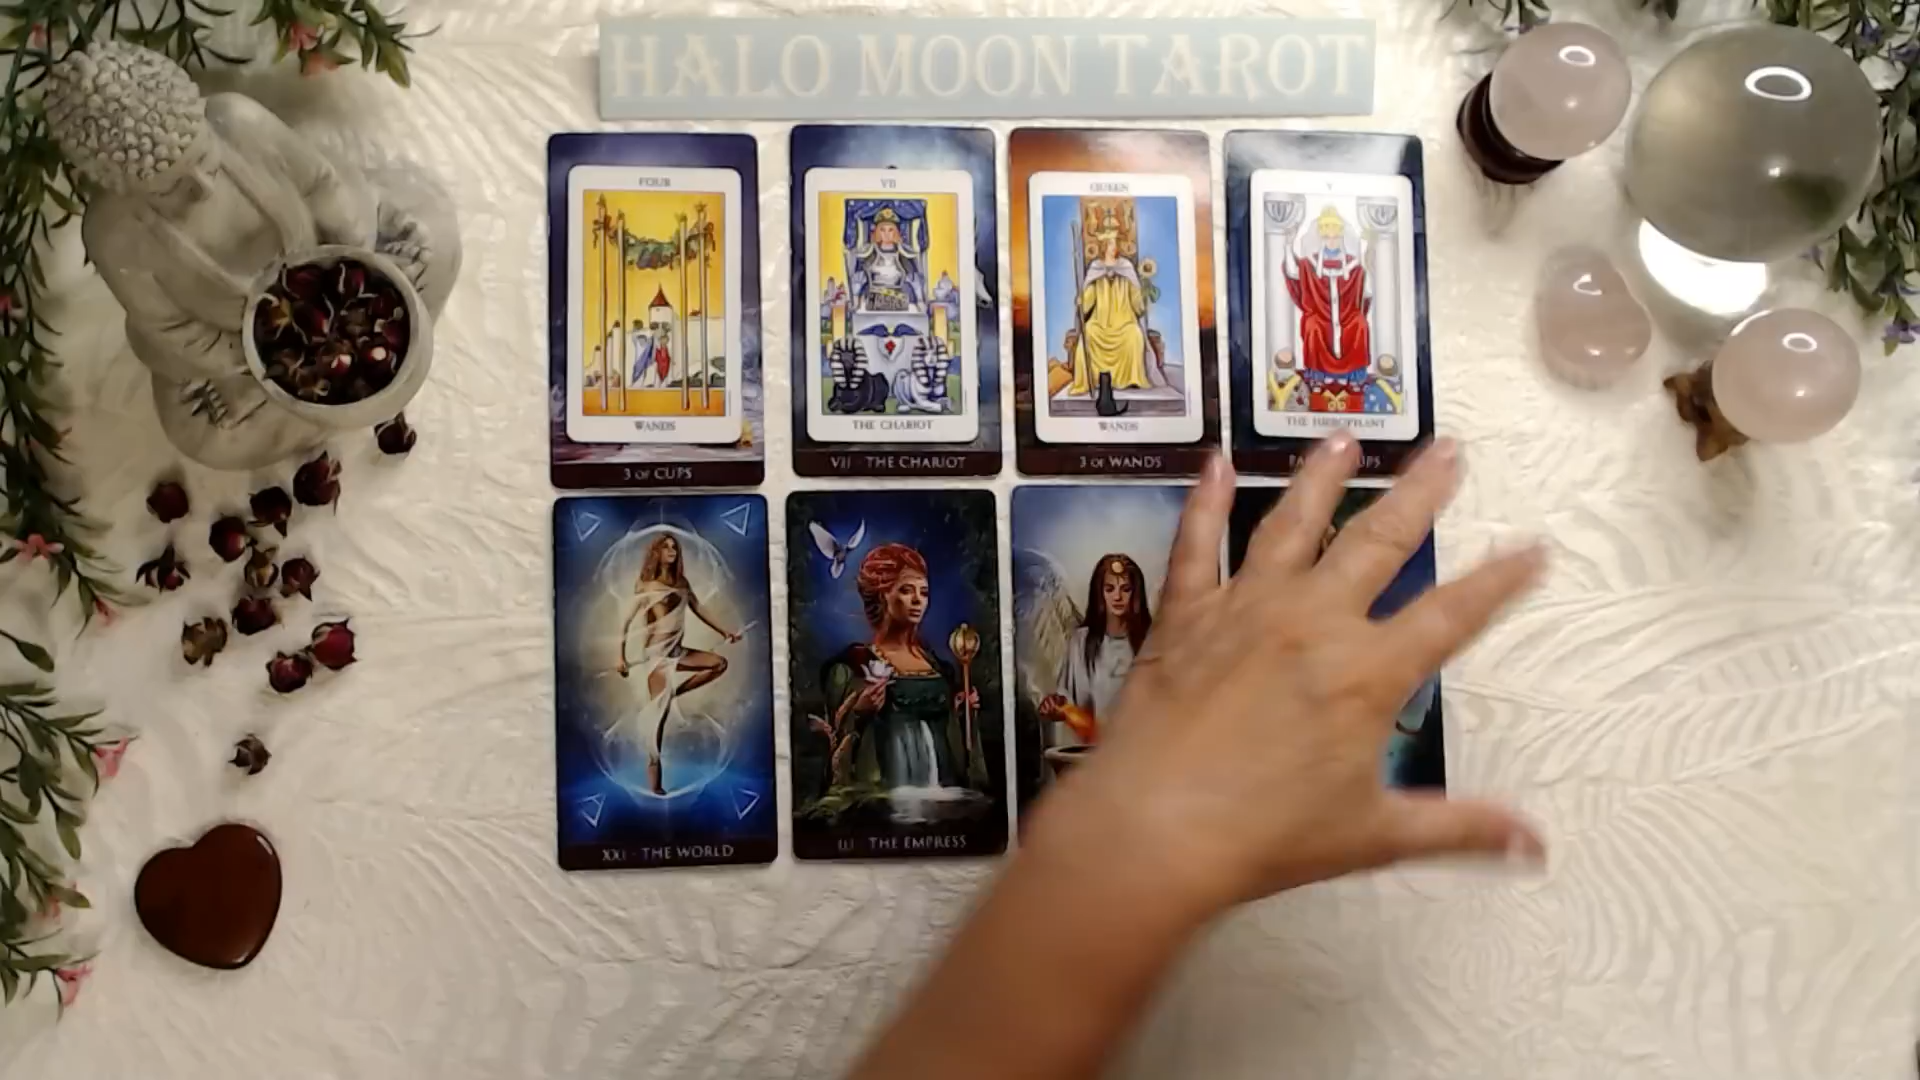 HALO MOON TAROT
FOUR
WANDS
3 OF CUPS
VII
THE CHARIOT
VII THE CHARIOT
QUEEN
WANDS
3 OF WANDS
V
THE HIEROPHANT
XXI - THE WORLD
III THE EMPRESS